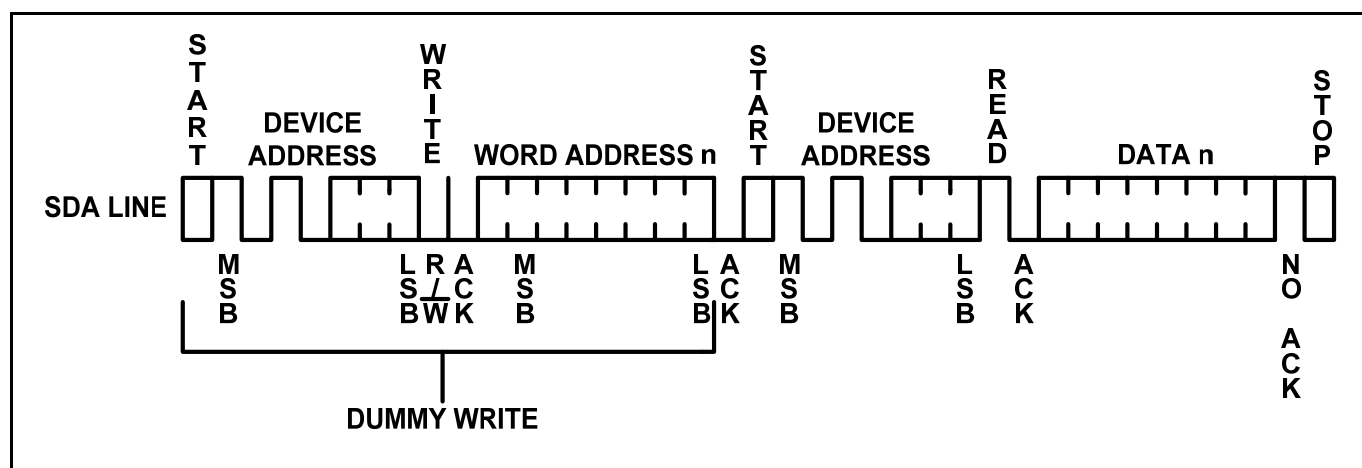 START
WRITE
START
READ
STOP
DEVICE
ADDRESS
WORD ADDRESS n
DEVICE
ADDRESS
DATA n
SDA LINE
MSB
LSB
R/W
ACK
MSB
LSB
ACK
MSB
LSB
ACK
NO ACK
DUMMY WRITE